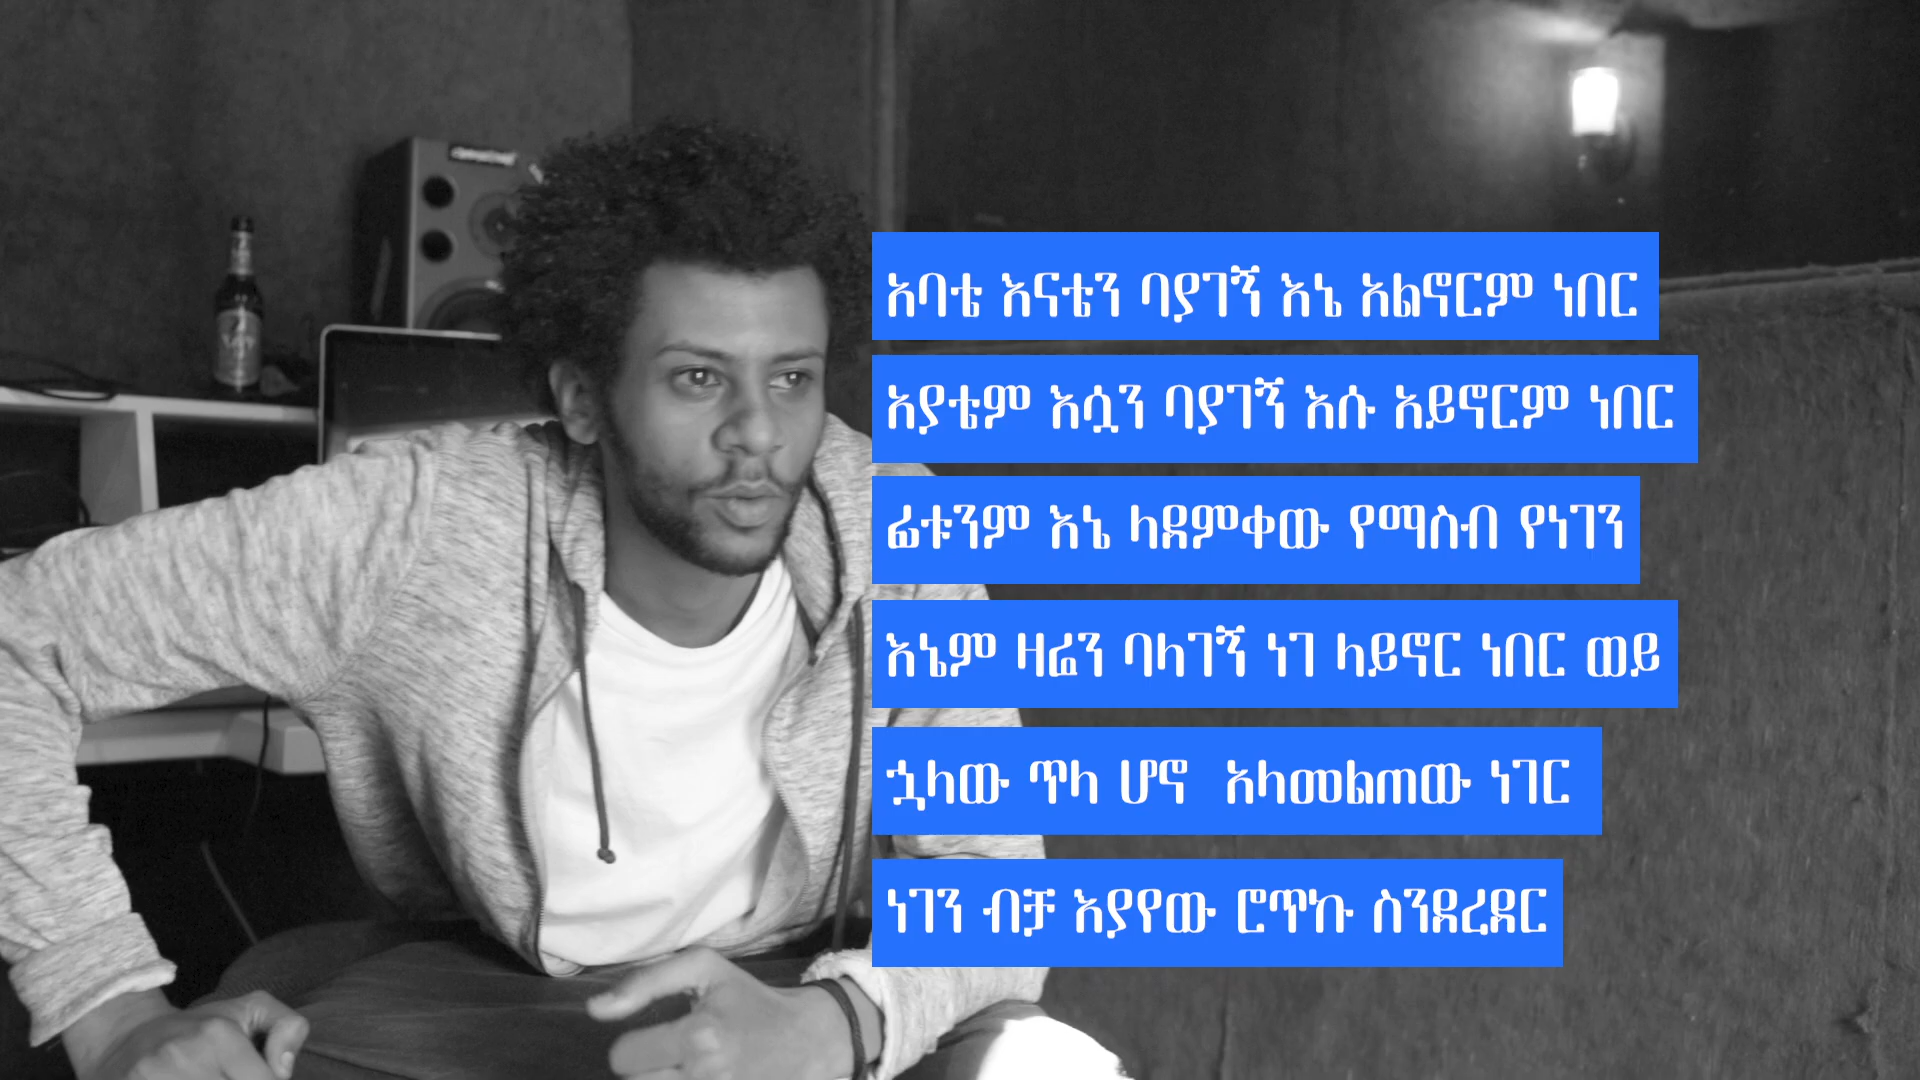 አባቴ እናቴን ባያገኝ እኔ አልኖርም ነበር
አያቴም እሷን ባያገኝ እሱ አይኖርም ነበር
ፊቱንም እኔ ላደምቀው የማስብ የነገን
እኔም ዛሬን ባላገኝ ነገ ላይኖር ነበር ወይ
ኋላው ጥላ ሆኖ አላመልጠው ነገር
ነገን ብቻ እያየው ሮጥኩ ስንደረደር